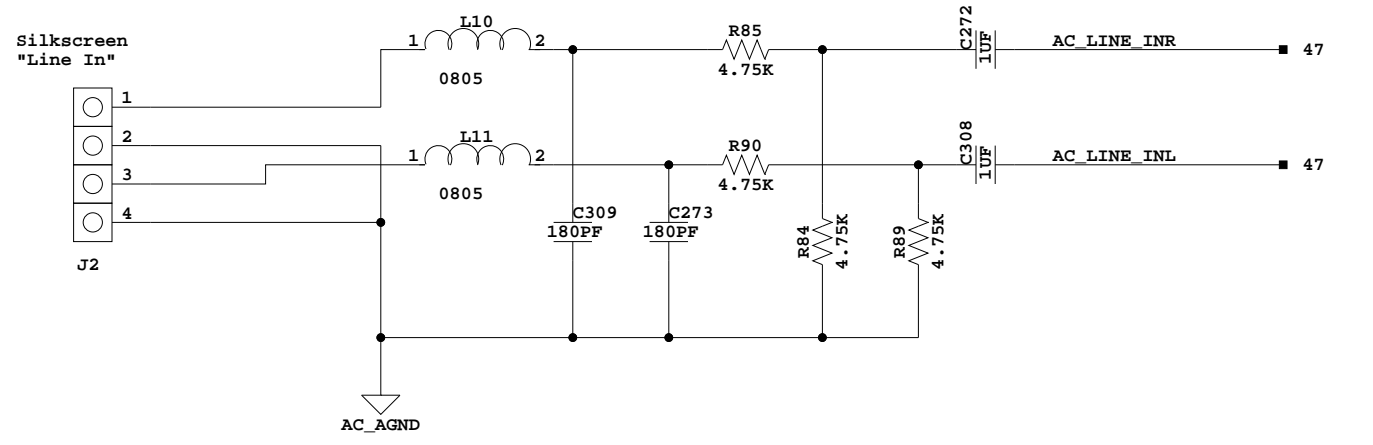 Silkscreen
"Line In"
1
2
3
4
J2
1 L10 2
0805
1 L11 2
0805
R85
4.75K
R90
4.75K
C272
1UF
AC_LINE_INR
47
C308
1UF
AC_LINE_INL
47
C309
180PF
C273
180PF
R84
4.75K
R89
4.75K
AC_AGND